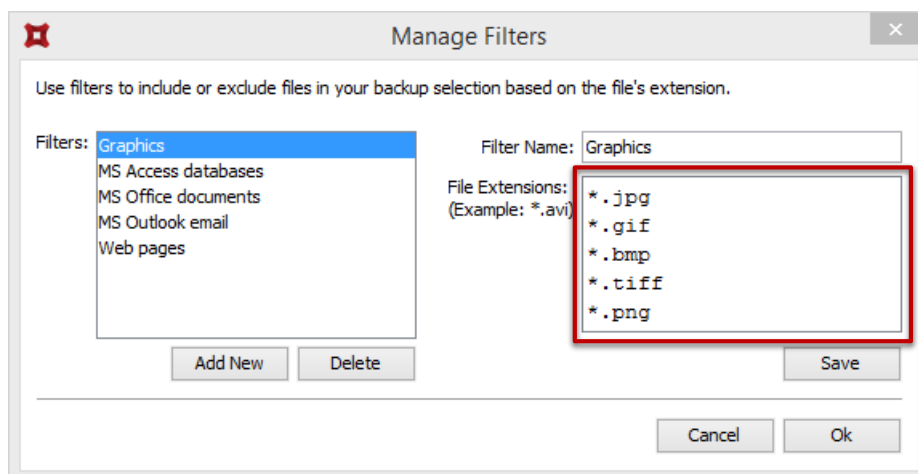 Manage Filters
Use filters to include or exclude files in your backup selection based on the file's extension.
Filters:
Graphics
MS Access databases
MS Office documents
MS Outlook email
Web pages
Add New
Delete
Filter Name:
Graphics
File Extensions:
(Example: *.avi)
*.jpg
*.gif
*.bmp
*.tiff
*.png
Save
Cancel
Ok